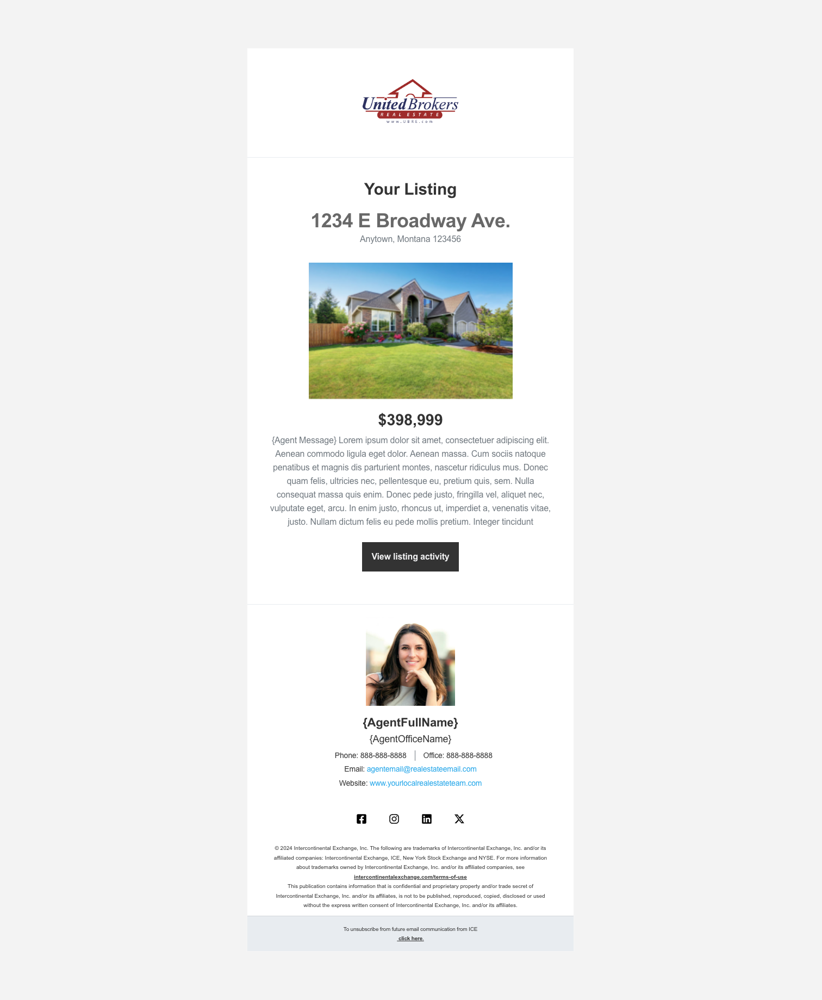 United Brokers
REAL ESTATE
www.UBRE.com
Your Listing
1234 E Broadway Ave.
Anytown, Montana 123456
$398,999
{Agent Message} Lorem ipsum dolor sit amet, consectetuer adipiscing elit.
Aenean commodo ligula eget dolor. Aenean massa. Cum sociis natoque
penatibus et magnis dis parturient montes, nascetur ridiculus mus. Donec
quam felis, ultricies nec, pellentesque eu, pretium quis, sem. Nulla
consequat massa quis enim. Donec pede justo, fringilla vel, aliquet nec,
vulputate eget, arcu. In enim justo, rhoncus ut, imperdiet a, venenatis vitae,
justo. Nullam dictum felis eu pede mollis pretium. Integer tincidunt
View listing activity
{AgentFullName}
{AgentOfficeName}
Phone: 888-888-8888 Office: 888-888-8888
Email: agentemail@realestateemail.com
Website: www.yourlocalrealestateteam.com
© 2024 Intercontinental Exchange, Inc. The following are trademarks of Intercontinental Exchange, Inc. and/or its
affiliated companies: Intercontinental Exchange, ICE, New York Stock Exchange and NYSE. For more information
about trademarks owned by Intercontinental Exchange, Inc. and/or its affiliated companies, see
intercontinentalexchange.com/terms-of-use
This publication contains information that is confidential and proprietary property and/or trade secret of
Intercontinental Exchange, Inc. and/or its affiliates, is not to be published, reproduced, copied, disclosed or used
without the express written consent of Intercontinental Exchange, Inc. and/or its affiliates.
To unsubscribe from future email communication from ICE
click here.